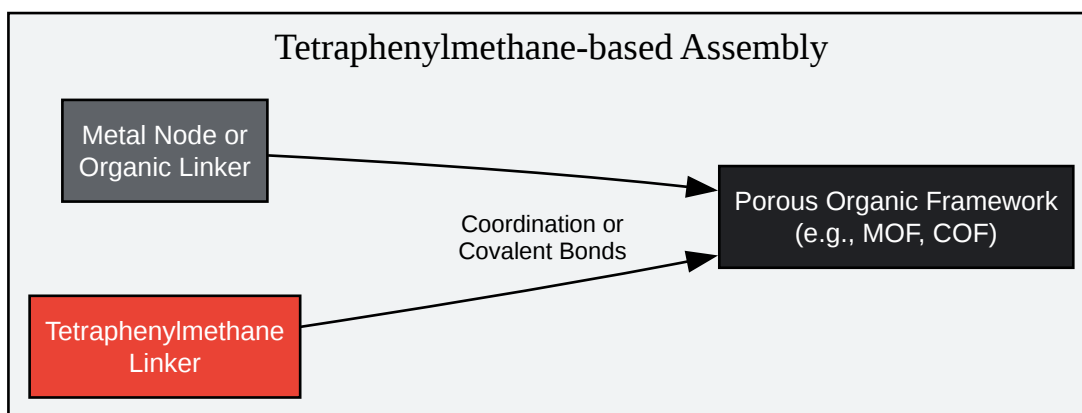 Tetraphenylmethane-based Assembly
Metal Node or
Organic Linker
Porous Organic Framework
(e.g., MOF, COF)
Coordination or
Covalent Bonds
Tetraphenylmethane
Linker